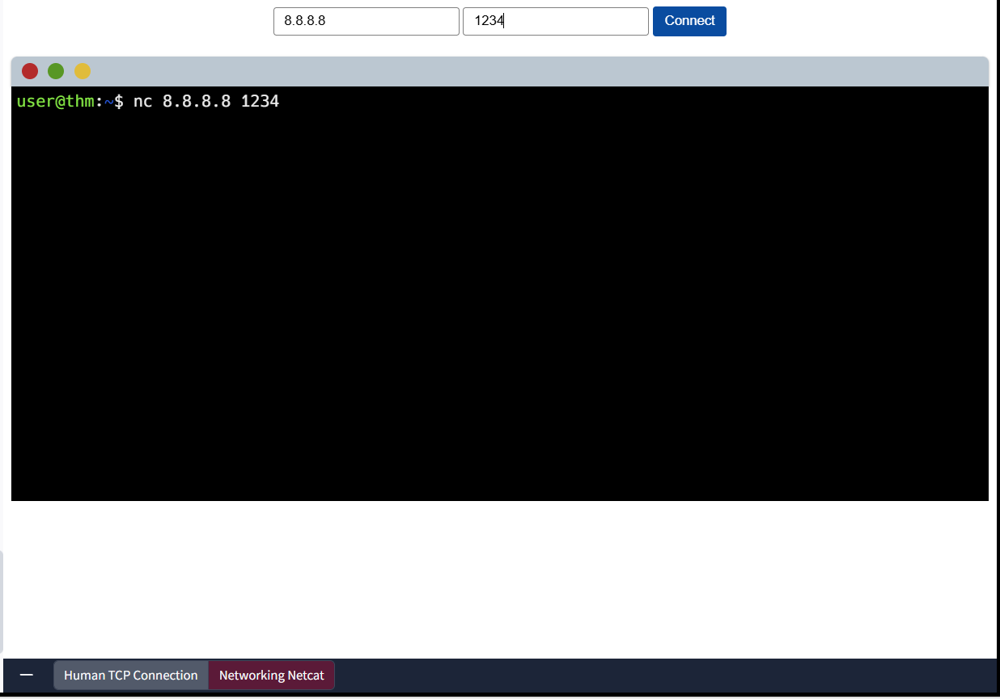 8.8.8.8 1234 Connect
user@thm:~$ nc 8.8.8.8 1234
Human TCP Connection Networking Netcat